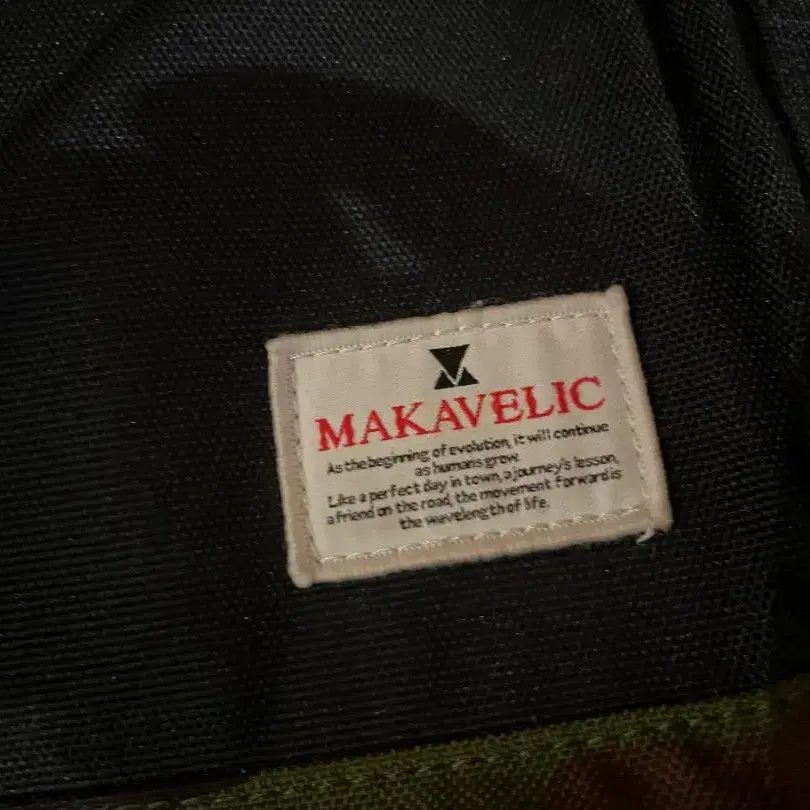 MAKAVELIC
As the beginning of evolution, it will continue
as humans grow.
Like a perfect day in town, a journey's lesson,
a friend on the road, the movement forward is
the wavelength of life.